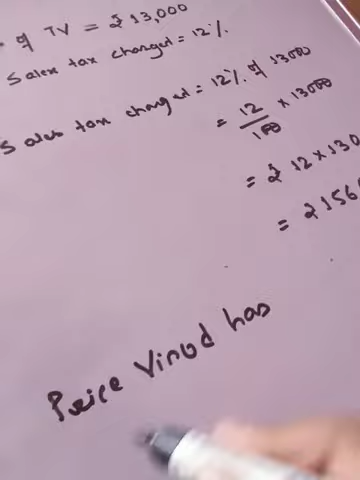 of TV = ₹ 13,000
Sales tax charged = 12%.
Sales tax charged = 12%. of 13000
= 12/100 × 13000
= ₹ 12 × 130
= ₹ 1560
Price Vinod has